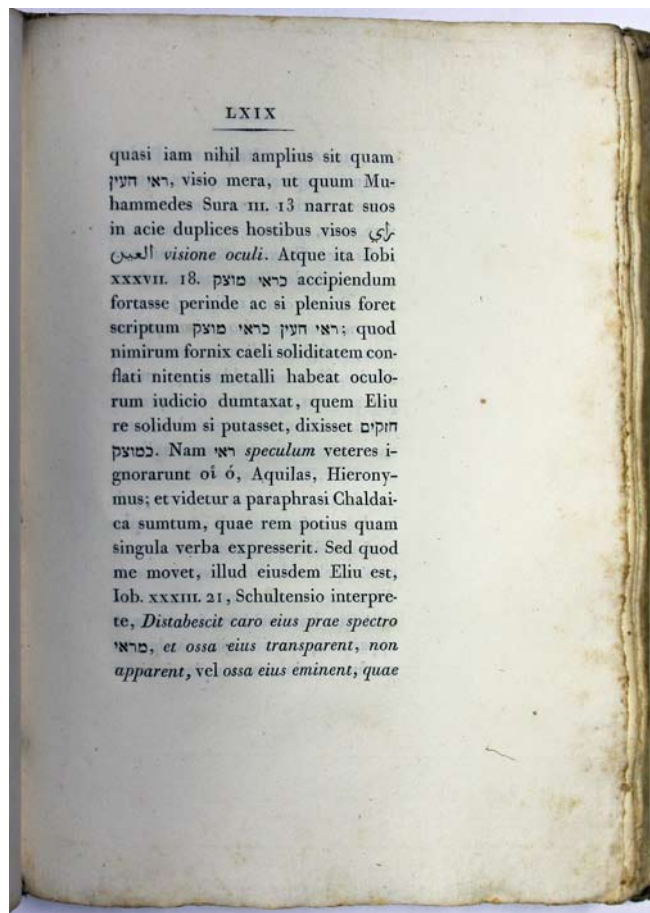 LXIX
quasi iam nihil amplius sit quam
ראי העין, visio mera, ut quum Mu-
hammedes Sura III. 13 narrat suos
in acie duplices hostibus visos راي
العين visione oculi. Atque ita Iobi
XXXVII. 18. כראי מוצק accipiendum
fortasse perinde ac si plenius foret
scriptum ראי העין כראי מוצק; quod
nimirum fornix caeli soliditatem con-
flati nitentis metalli habeat oculo-
rum iudicio dumtaxat, quem Eliu
re solidum si putasset, dixisset חזקים
כמוצק. Nam ראי speculum veteres i-
gnorarunt οἱ ό, Aquilas, Hierony-
mus; et videtur a paraphrasi Chaldai-
ca sumtum, quae rem potius quam
singula verba expresserit. Sed quod
me movet, illud eiusdem Eliu est,
Iob. XXXIII. 21, Schultensio interpre-
te, Distabescit caro eius prae spectro
מראי, et ossa eius transparent, non
apparent, vel ossa eius eminent, quae